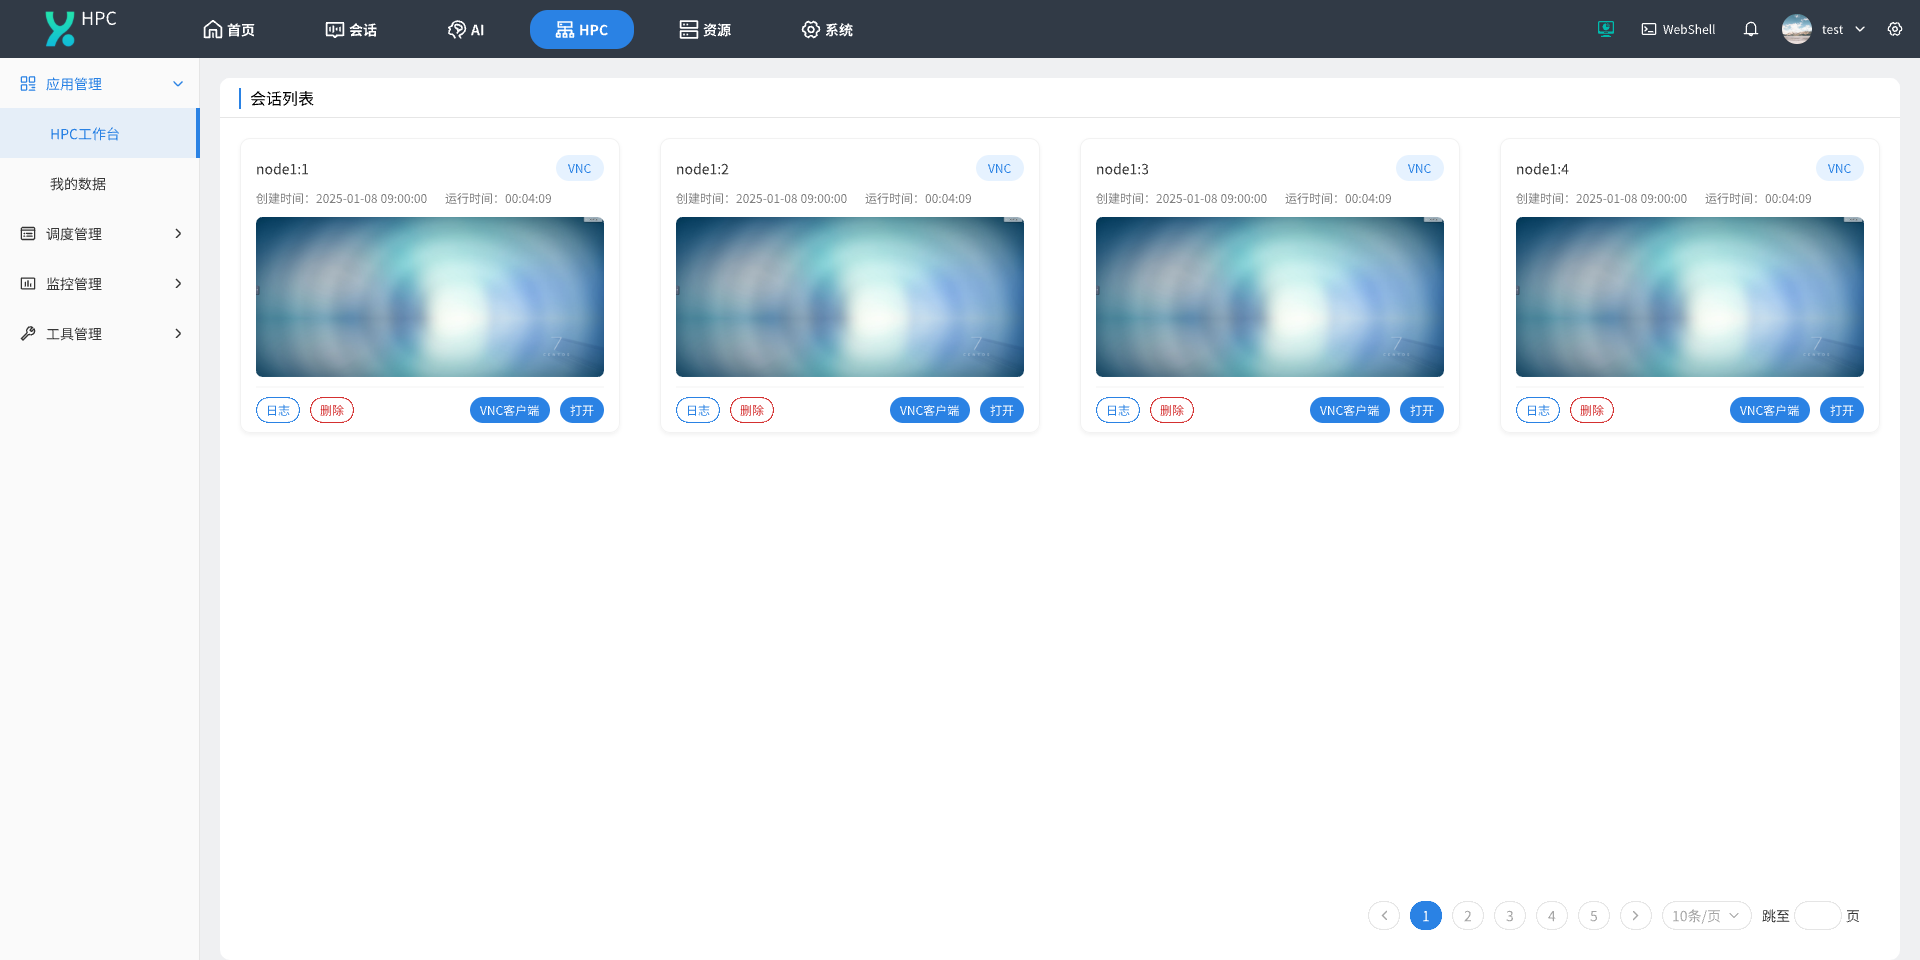 HPC
首页
会话
AI
HPC
资源
系统
WebShell
test
应用管理
HPC工作台
我的数据
调度管理
监控管理
工具管理
会话列表
node1:1
VNC
创建时间：2025-01-08 09:00:00 运行时间：00:04:09
日志
删除
VNC客户端
打开
node1:2
VNC
创建时间：2025-01-08 09:00:00 运行时间：00:04:09
日志
删除
VNC客户端
打开
node1:3
VNC
创建时间：2025-01-08 09:00:00 运行时间：00:04:09
日志
删除
VNC客户端
打开
node1:4
VNC
创建时间：2025-01-08 09:00:00 运行时间：00:04:09
日志
删除
VNC客户端
打开
1 2 3 4 5 10条/页 跳至 页